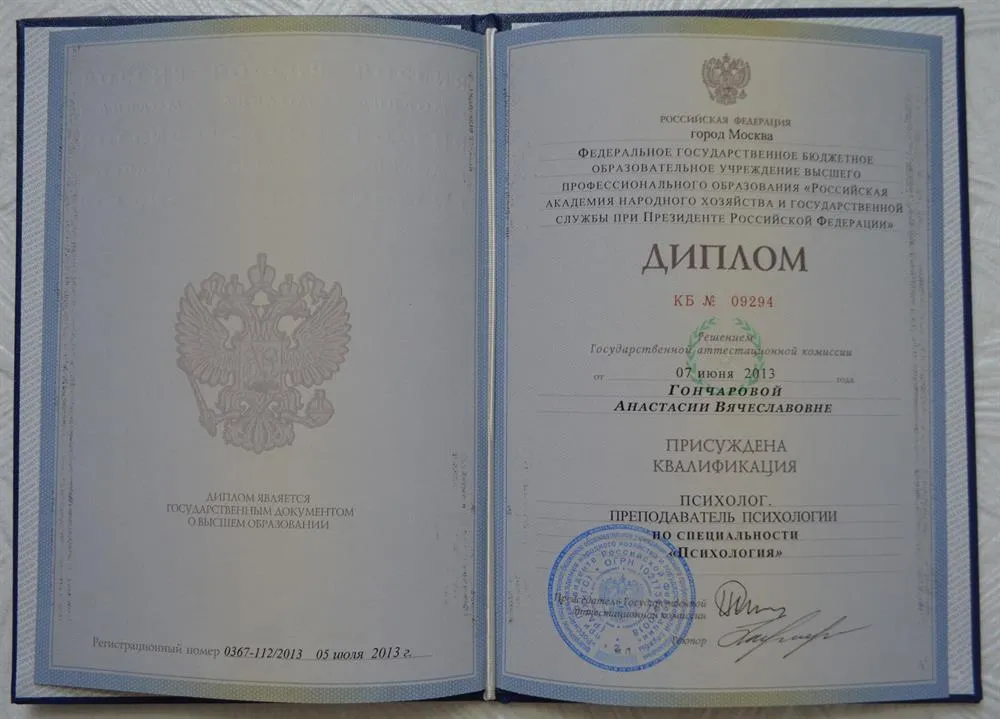 ДИПЛОМ ЯВЛЯЕТСЯ
ГОСУДАРСТВЕННЫМ ДОКУМЕНТОМ
О ВЫСШЕМ ОБРАЗОВАНИИ
Регистрационный номер 0367-112/2013 05 июля 2013 г.
РОССИЙСКАЯ ФЕДЕРАЦИЯ
город Москва
ФЕДЕРАЛЬНОЕ ГОСУДАРСТВЕННОЕ БЮДЖЕТНОЕ
ОБРАЗОВАТЕЛЬНОЕ УЧРЕЖДЕНИЕ ВЫСШЕГО
ПРОФЕССИОНАЛЬНОГО ОБРАЗОВАНИЯ «РОССИЙСКАЯ
АКАДЕМИЯ НАРОДНОГО ХОЗЯЙСТВА И ГОСУДАРСТВЕННОЙ
СЛУЖБЫ ПРИ ПРЕЗИДЕНТЕ РОССИЙСКОЙ ФЕДЕРАЦИИ»
ДИПЛОМ
КБ № 09294
Решением
Государственной аттестационной комиссии
от 07 июня 2013 года
ГОНЧАРОВОЙ
АНАСТАСИИ ВЯЧЕСЛАВОВНЕ
ПРИСУЖДЕНА
КВАЛИФИКАЦИЯ
ПСИХОЛОГ.
ПРЕПОДАВАТЕЛЬ ПСИХОЛОГИИ
ПО СПЕЦИАЛЬНОСТИ
«ПСИХОЛОГИЯ»
Председатель Государственной
аттестационной комиссии
Ректор